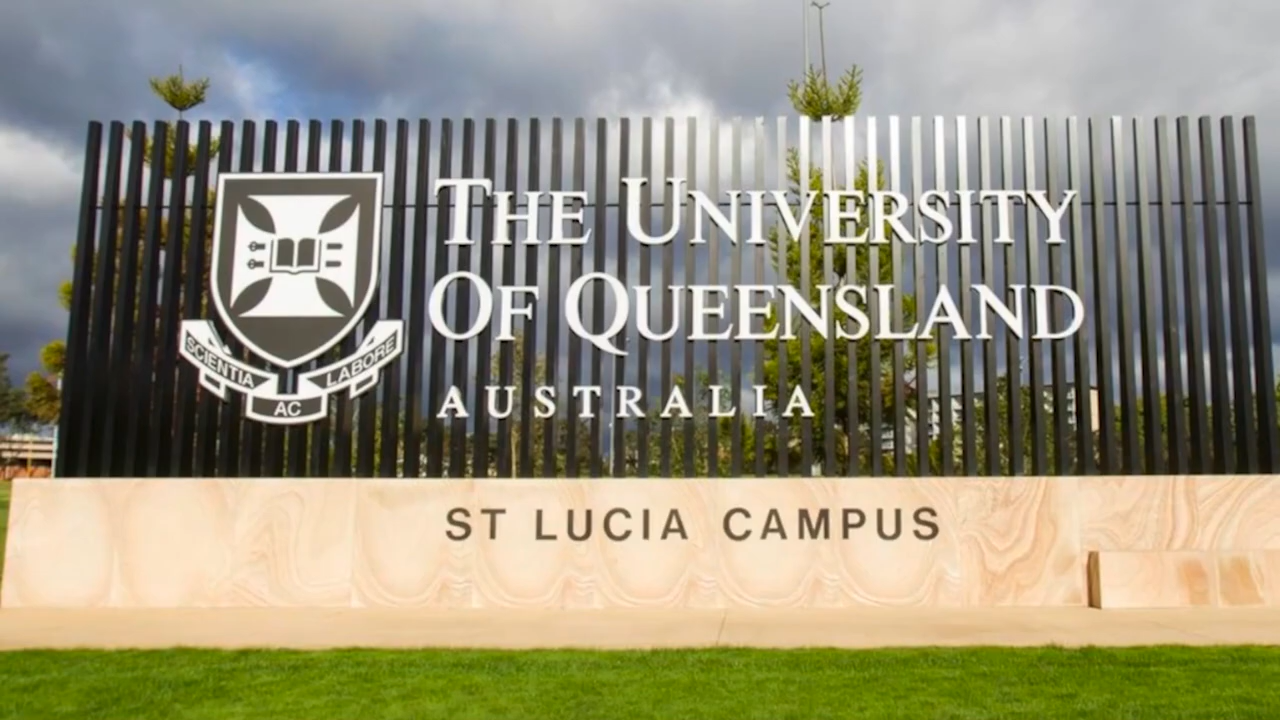 THE UNIVERSITY
OF QUEENSLAND
AUSTRALIA
SCIENTIA AC LABORE
ST LUCIA CAMPUS